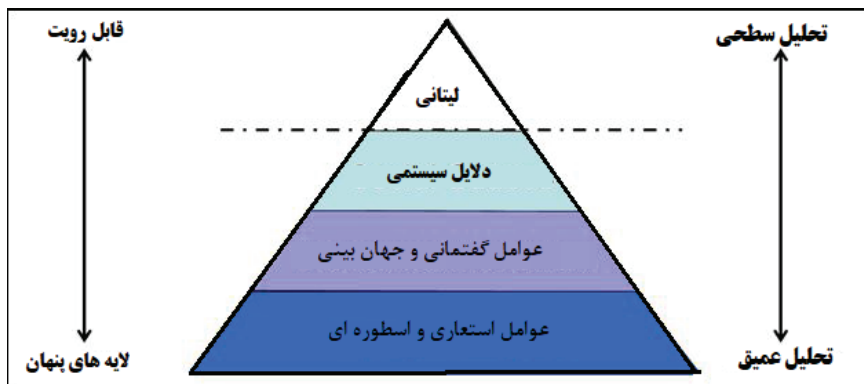 تحلیل سطحی
قابل رویت
لیتانی
دلایل سیستمی
عوامل گفتمانی و جهان بینی
عوامل استعاری و اسطوره ای
تحلیل عمیق
لایه های پنهان